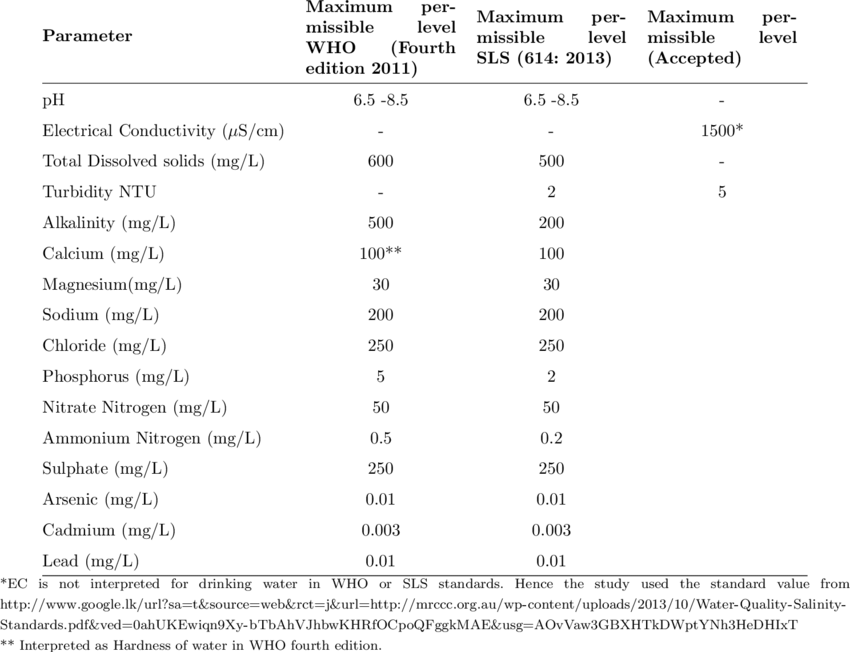 Parameter
Maximum per-
missible level
WHO (Fourth
edition 2011)
Maximum per-
missible level
SLS (614: 2013)
Maximum per-
missible level
(Accepted)
pH 6.5 -8.5 6.5 -8.5 -
Electrical Conductivity (μS/cm) - - 1500*
Total Dissolved solids (mg/L) 600 500 -
Turbidity NTU - 2 5
Alkalinity (mg/L) 500 200
Calcium (mg/L) 100** 100
Magnesium(mg/L) 30 30
Sodium (mg/L) 200 200
Chloride (mg/L) 250 250
Phosphorus (mg/L) 5 2
Nitrate Nitrogen (mg/L) 50 50
Ammonium Nitrogen (mg/L) 0.5 0.2
Sulphate (mg/L) 250 250
Arsenic (mg/L) 0.01 0.01
Cadmium (mg/L) 0.003 0.003
Lead (mg/L) 0.01 0.01
*EC is not interpreted for drinking water in WHO or SLS standards. Hence the study used the standard value from
http://www.google.lk/url?sa=t&source=web&rct=j&url=http://mrccc.org.au/wp-content/uploads/2013/10/Water-Quality-Salinity-
Standards.pdf&ved=0ahUKEwiqn9Xy-bTbAhVJhbwKHRfOCpoQFggkMAE&usg=AOvVaw3GBXHTkDWptYNh3HeDHIxT
** Interpreted as Hardness of water in WHO fourth edition.